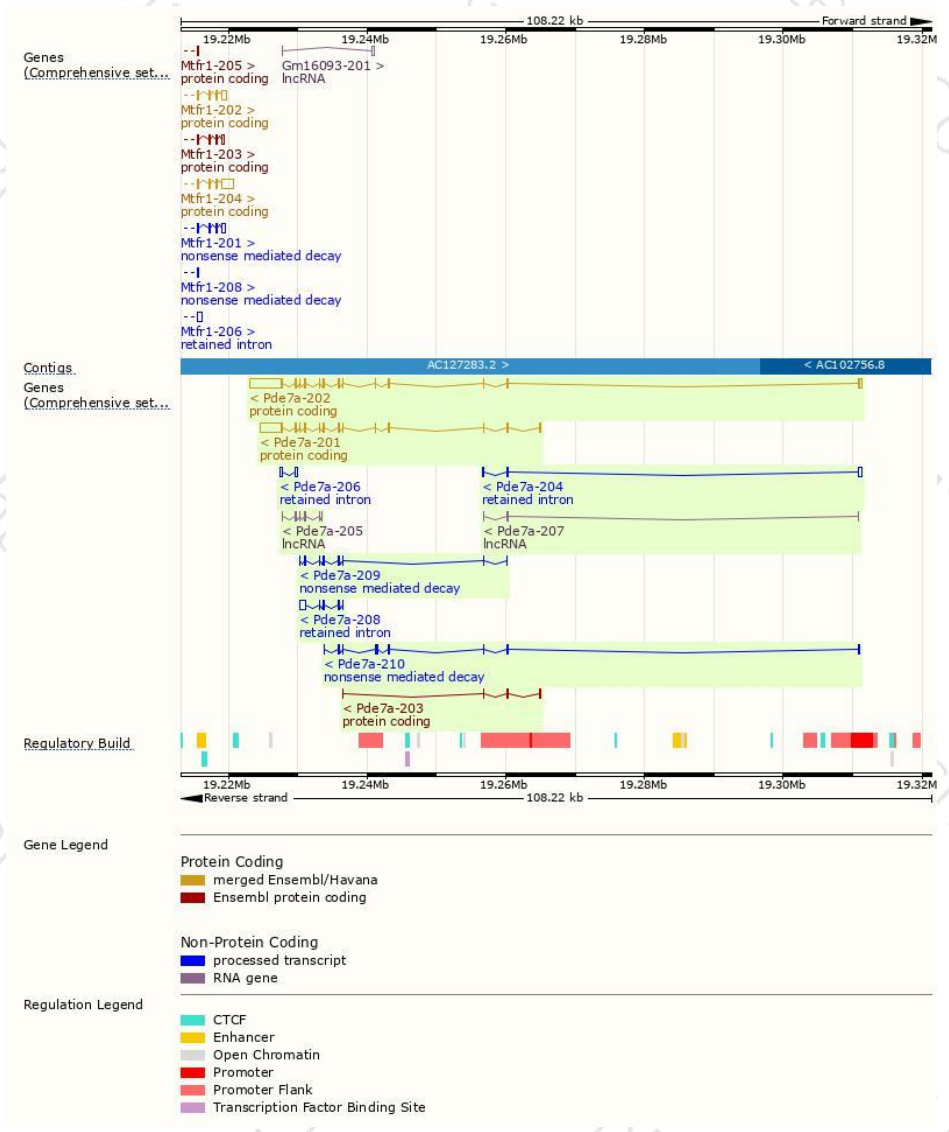 108.22 kb Forward strand
19.22Mb 19.24Mb 19.26Mb 19.28Mb 19.30Mb 19.32M
Genes
(Comprehensive set...
Mtfr1-205 > Gm16093-201 >
protein coding lncRNA
Mtfr1-202 >
protein coding
Mtfr1-203 >
protein coding
Mtfr1-204 >
protein coding
Mtfr1-201 >
nonsense mediated decay
Mtfr1-208 >
nonsense mediated decay
Mtfr1-206 >
retained intron
Contigs AC127283.2 > < AC102756.8
Genes
(Comprehensive set...
< Pde7a-202
protein coding
< Pde7a-201
protein coding
< Pde7a-206 < Pde7a-204
retained intron retained intron
< Pde7a-205 < Pde7a-207
lncRNA lncRNA
< Pde7a-209
nonsense mediated decay
< Pde7a-208
retained intron
< Pde7a-210
nonsense mediated decay
< Pde7a-203
protein coding
Regulatory Build
19.22Mb 19.24Mb 19.26Mb 19.28Mb 19.30Mb 19.32M
Reverse strand 108.22 kb
Gene Legend
Protein Coding
merged Ensembl/Havana
Ensembl protein coding
Non-Protein Coding
processed transcript
RNA gene
Regulation Legend
CTCF
Enhancer
Open Chromatin
Promoter
Promoter Flank
Transcription Factor Binding Site